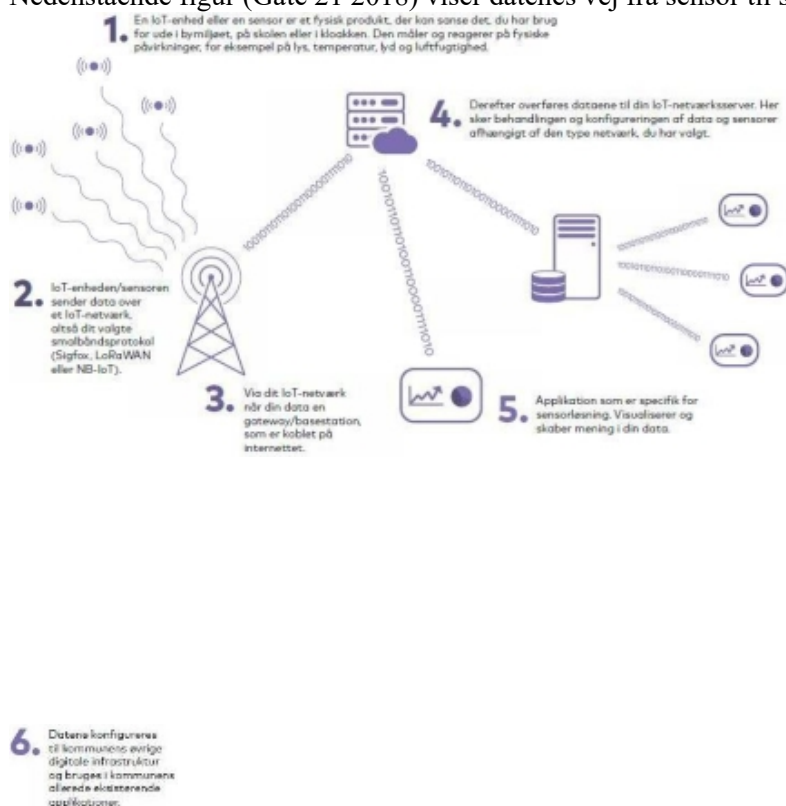 Nedenstående figur (Gate 21 2018) viser datenes vej fra sensor til s
1. En IoT-enhed eller en sensor er et fysisk produkt, der kan sanse det, du har brug
for ude i bymiljøet, på skolen eller i kloakken. Den måler og reagerer på fysiske
påvirkninger, for eksempel på lys, temperatur, lyd og luftfugtighed.
4. Derefter overføres dataene til din IoT-netværksserver. Her
sker behandlingen og konfigureringen af data og sensorer
afhængigt af den type netværk, du har valgt.
2. IoT-enheden/sensoren
sender data over
et IoT-netværk,
altså dit valgte
smalbåndsprotokol
(Sigfox, LoRaWAN
eller NB-IoT).
3. Via dit IoT-netværk
når din data en
gateway/basestation,
som er koblet på
internettet.
5. Applikation som er specifik for
sensorløsning. Visualiserer og
skaber mening i din data.
6. Datene konfigureres
til kommunens øvrige
digitale infrastruktur
og bruges i kommunens
allerede eksisterende
applikationer.